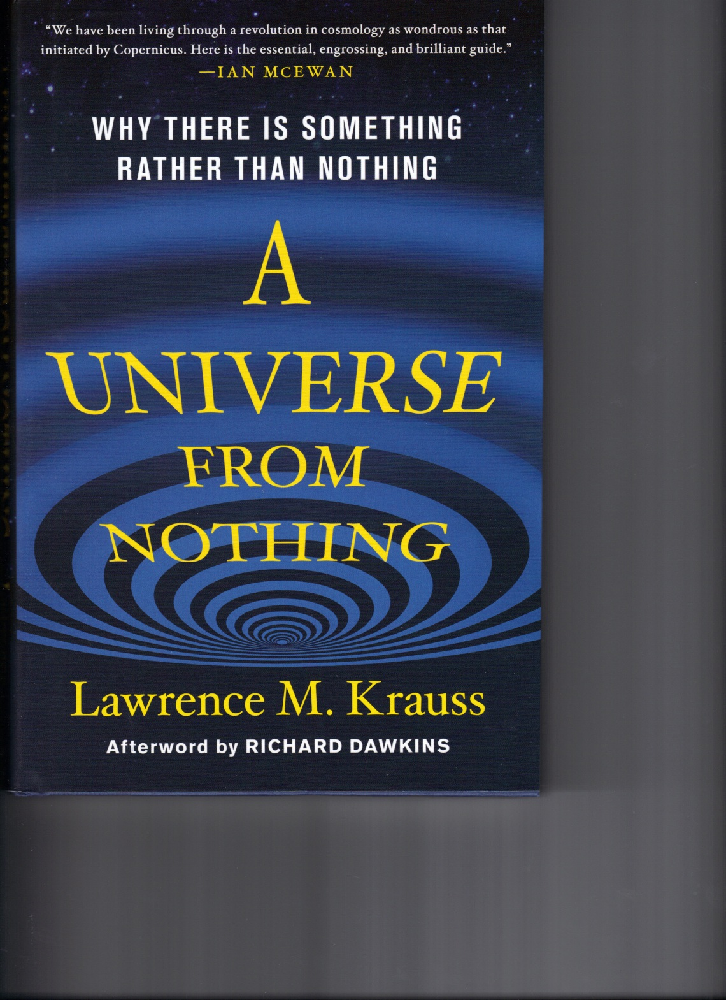 “We have been living through a revolution in cosmology as wondrous as that
initiated by Copernicus. Here is the essential, engrossing, and brilliant guide.”
—IAN MCEWAN
WHY THERE IS SOMETHING
RATHER THAN NOTHING
A
UNIVERSE
FROM
NOTHING
Lawrence M. Krauss
Afterword by RICHARD DAWKINS